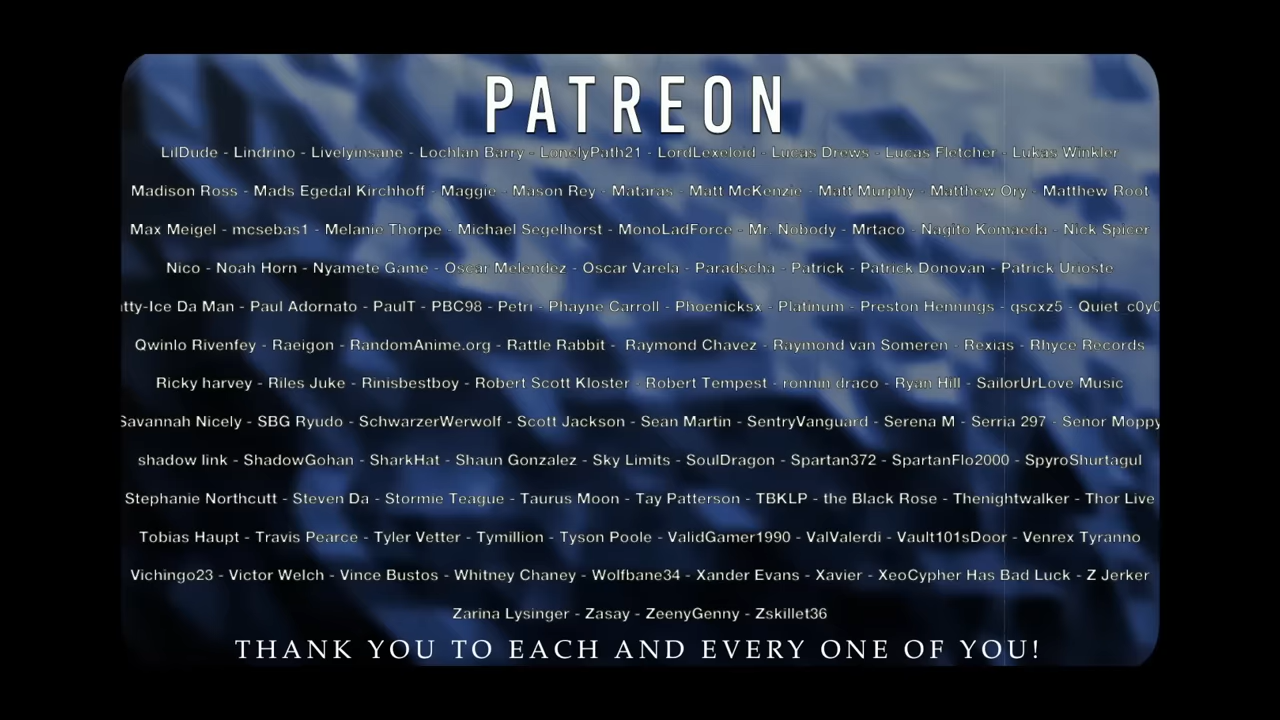 PATREON
LilDude - Lindrino - Livelyinsane - Lochlan Barry - LonelyPath21 - LordLexeloid - Lucas Drews - Lucas Fletcher - Lukas Winkler
Madison Ross - Mads Egedal Kirchhoff - Maggie - Mason Rey - Mataras - Matt McKenzie - Matt Murphy - Matthew Ory - Matthew Root
Max Meigel - mcsebas1 - Melanie Thorpe - Michael Segelhorst - MonoLadForce - Mr. Nobody - Mrtaco - Nagito Komaeda - Nick Spicer
Nico - Noah Horn - Nyamete Game - Oscar Melendez - Oscar Varela - Paradscha - Patrick - Patrick Donovan - Patrick Urioste
tty-Ice Da Man - Paul Adornato - PaulT - PBC98 - Petri - Phayne Carroll - Phoenicksx - Platinum - Preston Hennings - qscxz5 - Quiet_c0y0
Qwinlo Rivenfey - Raeigon - RandomAnime.org - Rattle Rabbit - Raymond Chavez - Raymond van Someren - Rexias - Rhyce Records
Ricky harvey - Riles Juke - Rinisbestboy - Robert Scott Kloster - Robert Tempest - ronnin draco - Ryan Hill - SailorUrLove Music
Savannah Nicely - SBG Ryudo - SchwarzerWerwolf - Scott Jackson - Sean Martin - SentryVanguard - Serena M - Serria 297 - Senor Moppy
shadow link - ShadowGohan - SharkHat - Shaun Gonzalez - Sky Limits - SoulDragon - Spartan372 - SpartanFlo2000 - SpyroShurtagul
Stephanie Northcutt - Steven Da - Stormie Teague - Taurus Moon - Tay Patterson - TBKLP - the Black Rose - Thenightwalker - Thor Live
Tobias Haupt - Travis Pearce - Tyler Vetter - Tymillion - Tyson Poole - ValidGamer1990 - ValValerdi - Vault101sDoor - Venrex Tyranno
Vichingo23 - Victor Welch - Vince Bustos - Whitney Chaney - Wolfbane34 - Xander Evans - Xavier - XeoCypher Has Bad Luck - Z Jerker
Zarina Lysinger - Zasay - ZeenyGenny - Zskillet36
THANK YOU TO EACH AND EVERY ONE OF YOU!